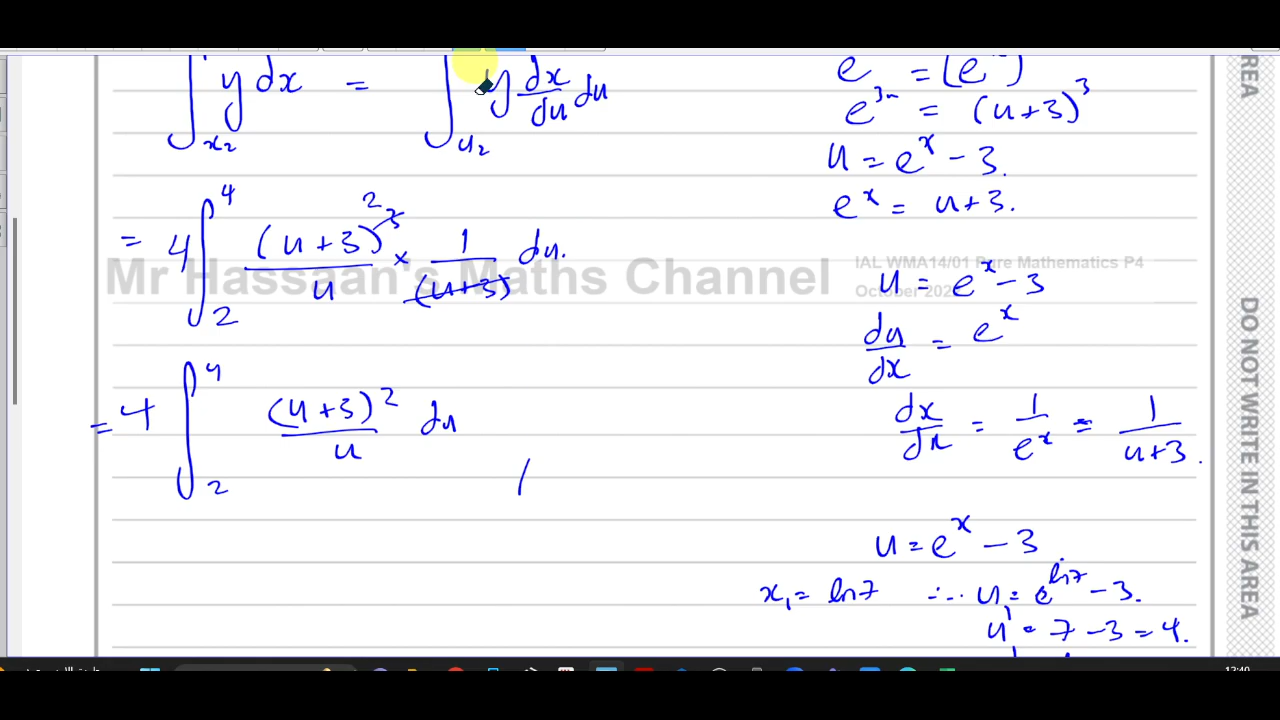 ∫ y dx = ∫ y dx/du du
x₂ u₂
e = (e )
e³ˣ = (u+3)³
u = eˣ - 3.
eˣ = u+3.
= 4 ∫₂⁴ (u+3)³ 2 / u × 1/(u+3) du.
Mr Hassaan's Maths Channel
IAL WMA14/01 Pure Mathematics P4
u = eˣ - 3
du/dx = eˣ
= 4 ∫₂⁴ (u+3)² / u du
dx/du = 1/eˣ = 1/(u+3).
u = eˣ - 3
x₁ = ln7 ∴ u₁ = e^ln7 - 3.
u₁ = 7 - 3 = 4.
AREA
DO NOT WRITE IN THIS AREA